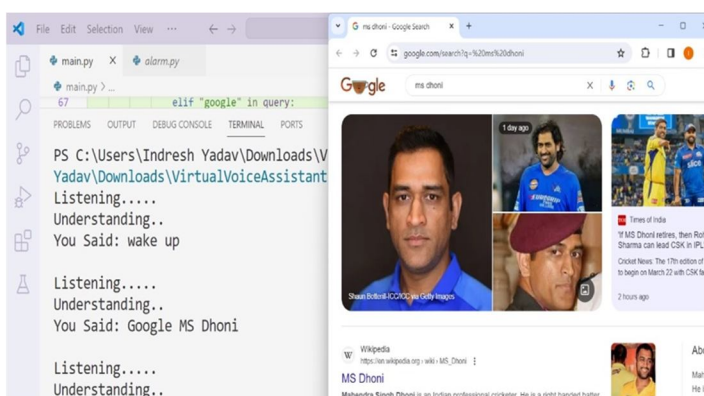 File Edit Selection View ...
main.py X alarm.py
main.py > ...
67 elif "google" in query:
PROBLEMS OUTPUT DEBUG CONSOLE TERMINAL PORTS
PS C:\Users\Indresh Yadav\Downloads\V
Yadav\Downloads\VirtualVoiceAssistant
Listening.....
Understanding..
You Said: wake up
Listening.....
Understanding..
You Said: Google MS Dhoni
Listening.....
Understanding..
ms dhoni - Google Search
google.com/search?q=%20ms%20dhoni
Google
ms dhoni
1 day ago
Shaun Botterill-ICC/ICC via Getty Images
Times of India
'If MS Dhoni retires, then Roh
Sharma can lead CSK in IPL
Cricket News: The 17th edition of
to begin on March 22 with CSK fa
2 hours ago
W Wikipedia
https://en.wikipedia.org › wiki › MS_Dhoni
MS Dhoni
Mahendra Singh Dhoni is an Indian professional cricketer. He is a right handed batter
Abo
Mah
He i